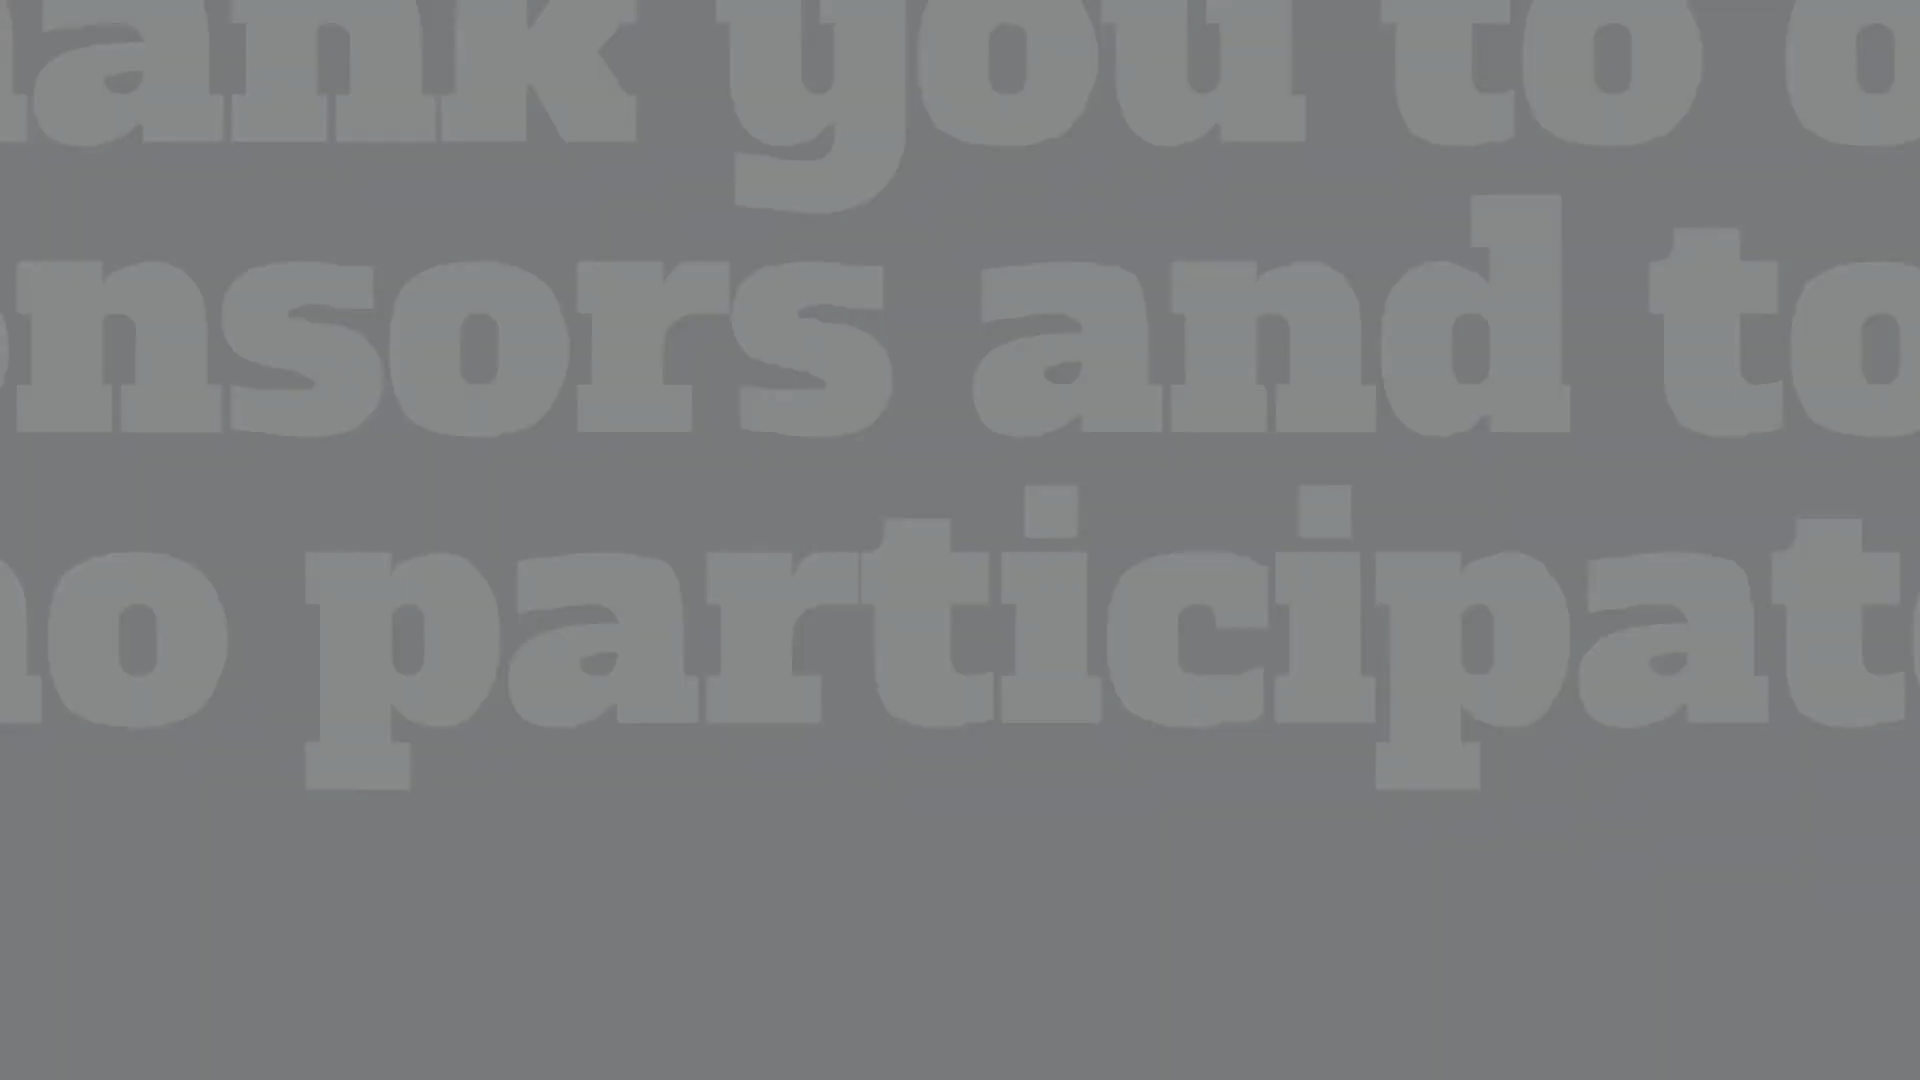 ank you to o
nsors and to
o participat